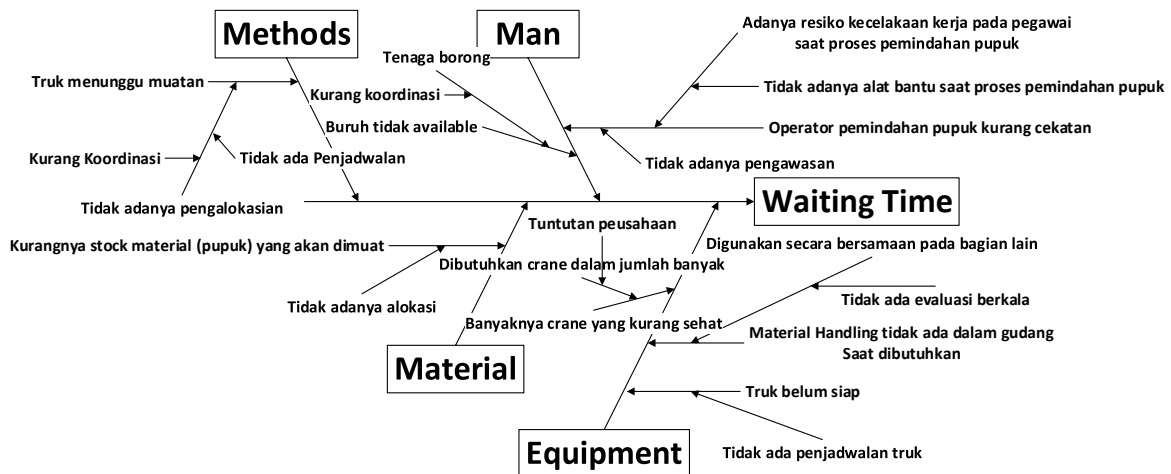 Methods
Man
Adanya resiko kecelakaan kerja pada pegawai
saat proses pemindahan pupuk
Tenaga borong
Truk menunggu muatan
Tidak adanya alat bantu saat proses pemindahan pupuk
Kurang koordinasi
Buruh tidak available
Operator pemindahan pupuk kurang cekatan
Kurang Koordinasi
Tidak ada Penjadwalan
Tidak adanya pengawasan
Tidak adanya pengalokasian
Waiting Time
Tuntutan peusahaan
Kurangnya stock material (pupuk) yang akan dimuat
Digunakan secara bersamaan pada bagian lain
Dibutuhkan crane dalam jumlah banyak
Tidak adanya alokasi
Tidak ada evaluasi berkala
Banyaknya crane yang kurang sehat
Material Handling tidak ada dalam gudang
Saat dibutuhkan
Material
Truk belum siap
Equipment
Tidak ada penjadwalan truk